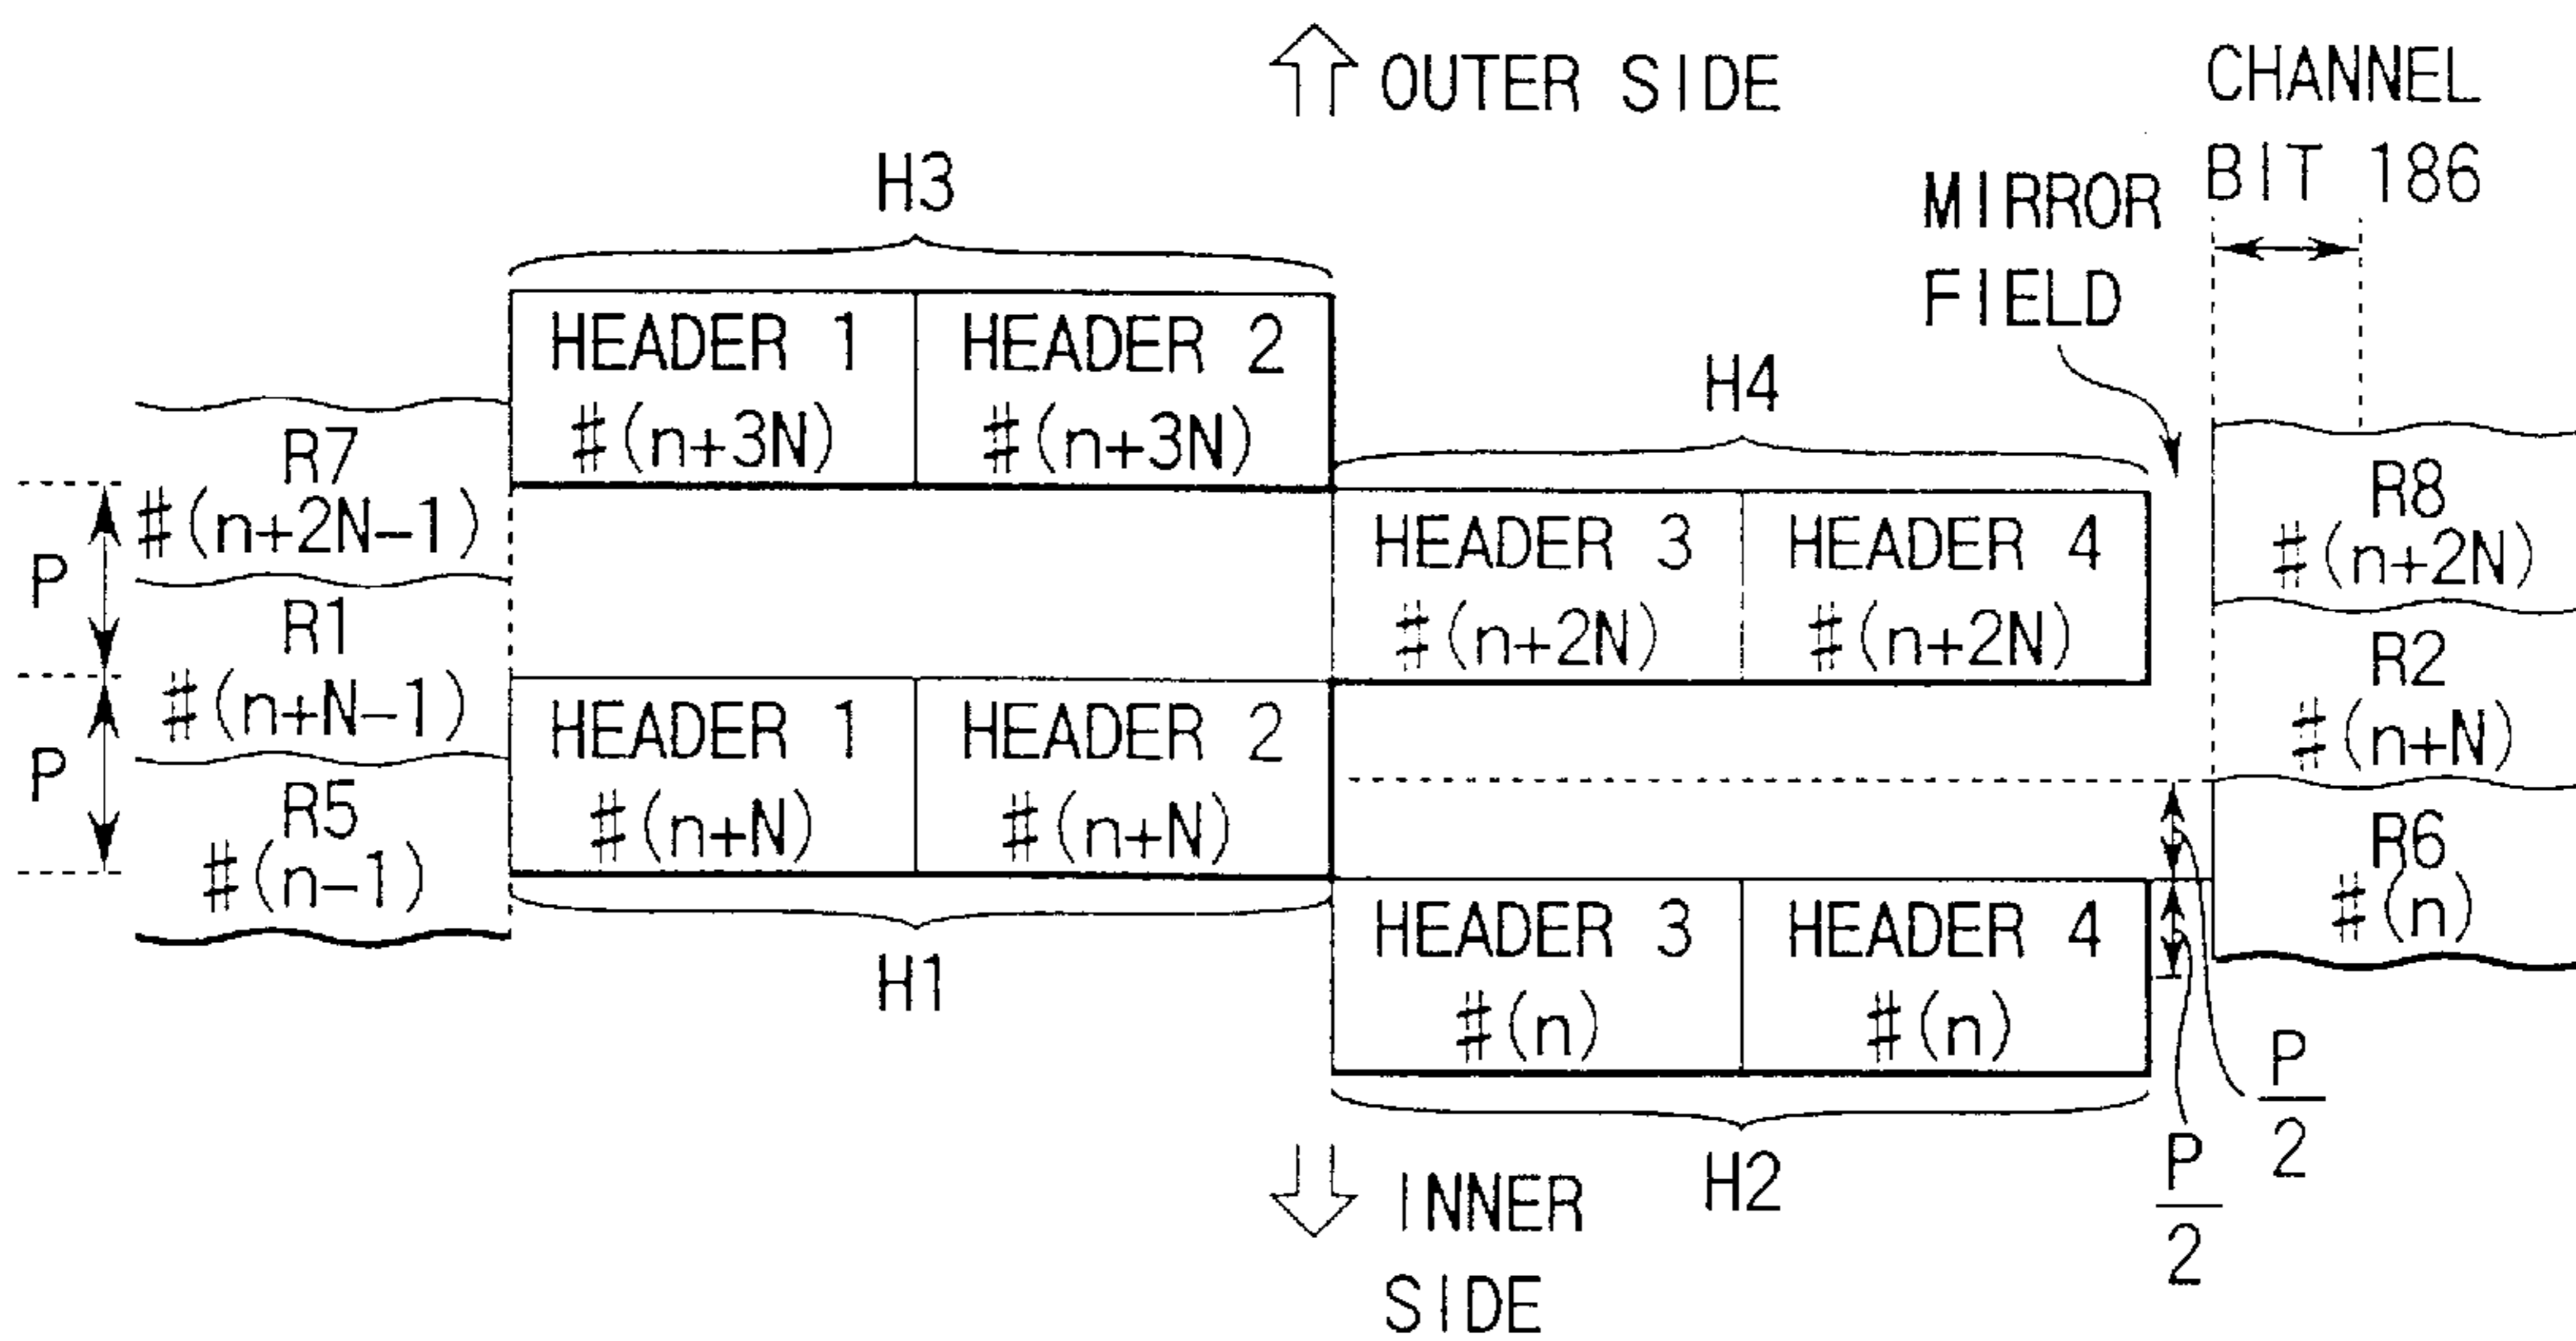 OUTER SIDE
CHANNEL
BIT 186
MIRROR
FIELD
H3
HEADER 1
#(n+3N)
HEADER 2
#(n+3N)
H4
R7
#(n+2N-1)
P
R1
#(n+N-1)
P
R5
#(n-1)
HEADER 3
#(n+2N)
HEADER 4
#(n+2N)
R8
#(n+2N)
R2
#(n+N)
R6
#(n)
HEADER 1
#(n+N)
HEADER 2
#(n+N)
H1
HEADER 3
#(n)
HEADER 4
#(n)
H2
P
2
P
2
INNER
SIDE